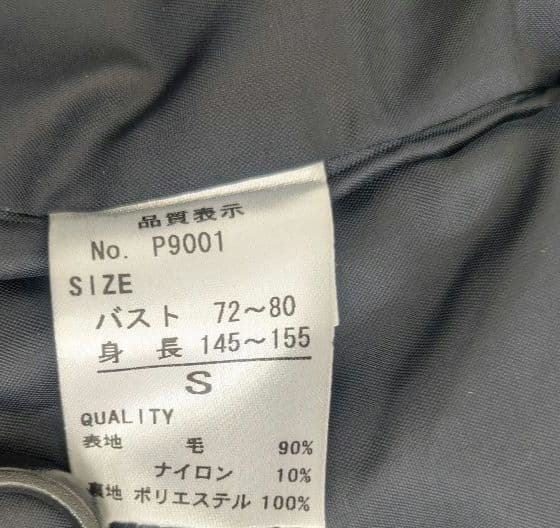 品質表示
No. P9001
SIZE
バスト 72～80
身 長 145～155
S
QUALITY
表地 毛 90%
ナイロン 10%
裏地 ポリエステル 100%